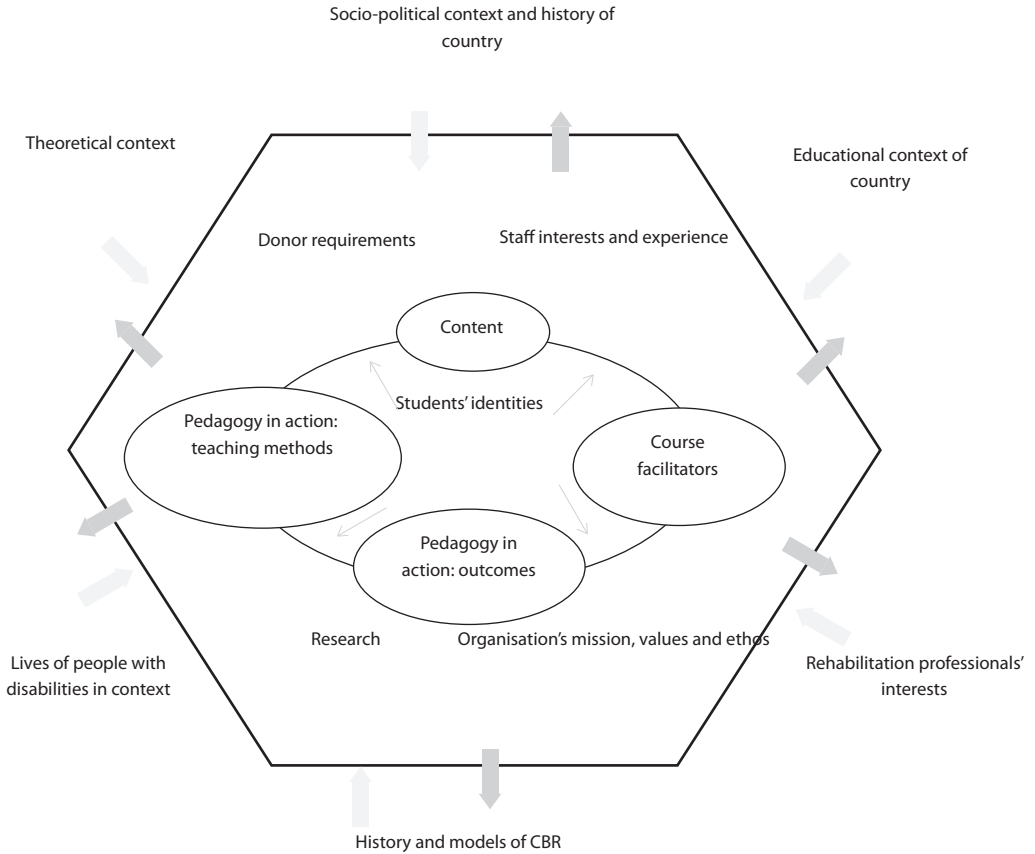 Socio-political context and history of
country
Theoretical context
Educational context of
country
Donor requirements
Staff interests and experience
Content
Students’ identities
Pedagogy in action:
teaching methods
Course
facilitators
Pedagogy in
action: outcomes
Research
Organisation’s mission, values and ethos
Lives of people with
disabilities in context
Rehabilitation professionals’
interests
History and models of CBR